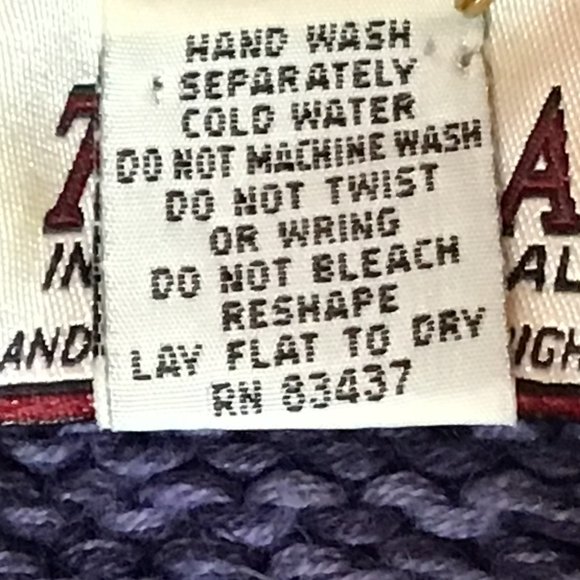 HAND WASH
SEPARATELY
COLD WATER
DO NOT MACHINE WASH
DO NOT TWIST
OR WRING
DO NOT BLEACH
RESHAPE
LAY FLAT TO DRY
RN 83437